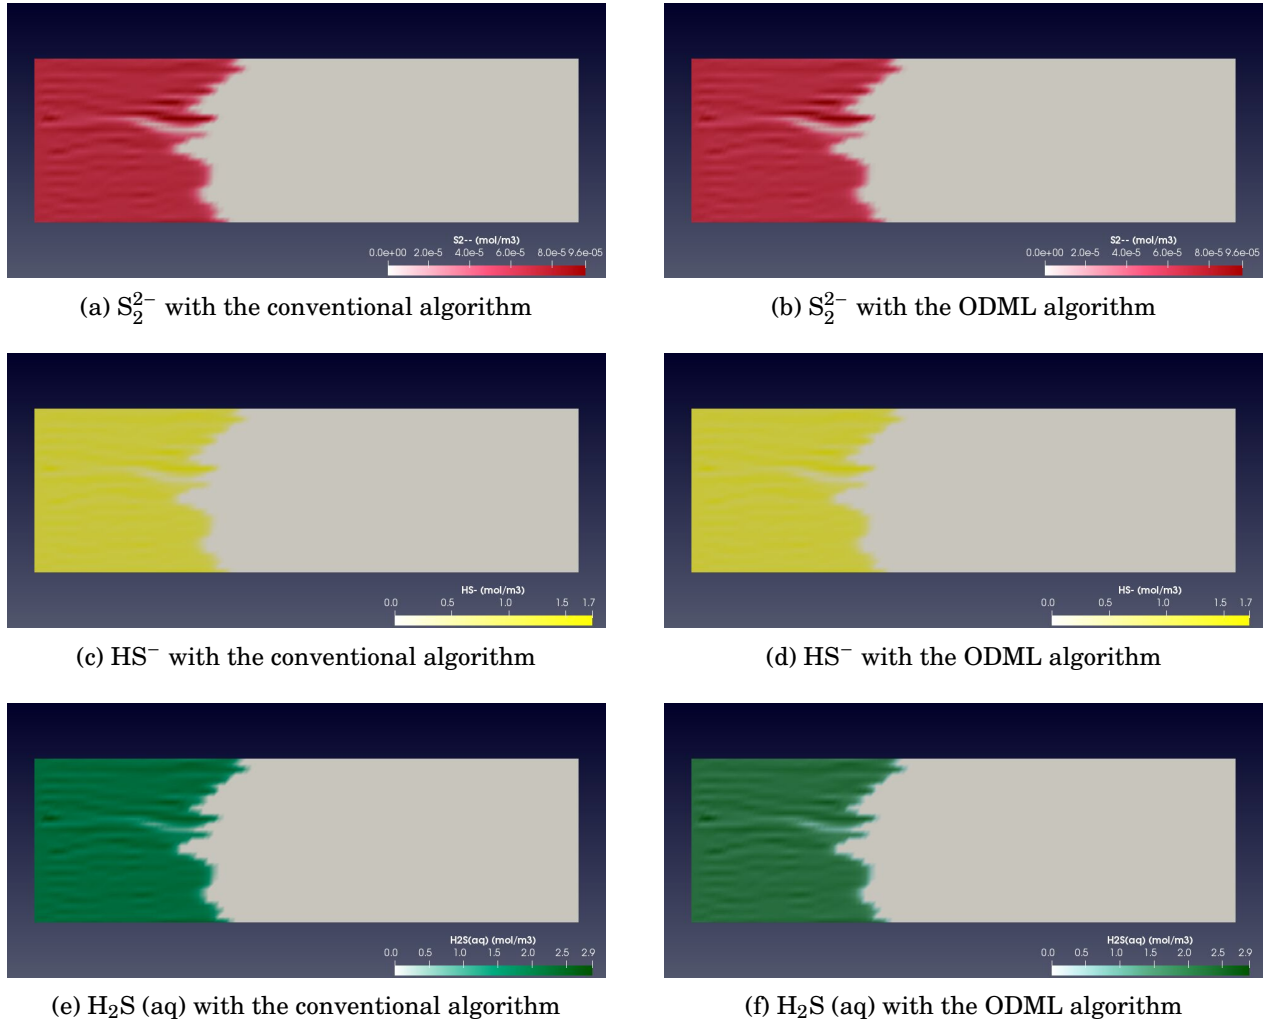 S2-- (mol/m3)
0.0e+00 2.0e-5 4.0e-5 6.0e-5 8.0e-5 9.6e-05
S2-- (mol/m3)
0.0e+00 2.0e-5 4.0e-5 6.0e-5 8.0e-5 9.6e-05
(a) S₂²⁻ with the conventional algorithm
(b) S₂²⁻ with the ODML algorithm
HS- (mol/m3)
0.0 0.5 1.0 1.5 1.7
HS- (mol/m3)
0.0 0.5 1.0 1.5 1.7
(c) HS⁻ with the conventional algorithm
(d) HS⁻ with the ODML algorithm
H2S(aq) (mol/m3)
0.0 0.5 1.0 1.5 2.0 2.5 2.9
H2S(aq) (mol/m3)
0.0 0.5 1.0 1.5 2.0 2.5 2.9
(e) H₂S (aq) with the conventional algorithm
(f) H₂S (aq) with the ODML algorithm